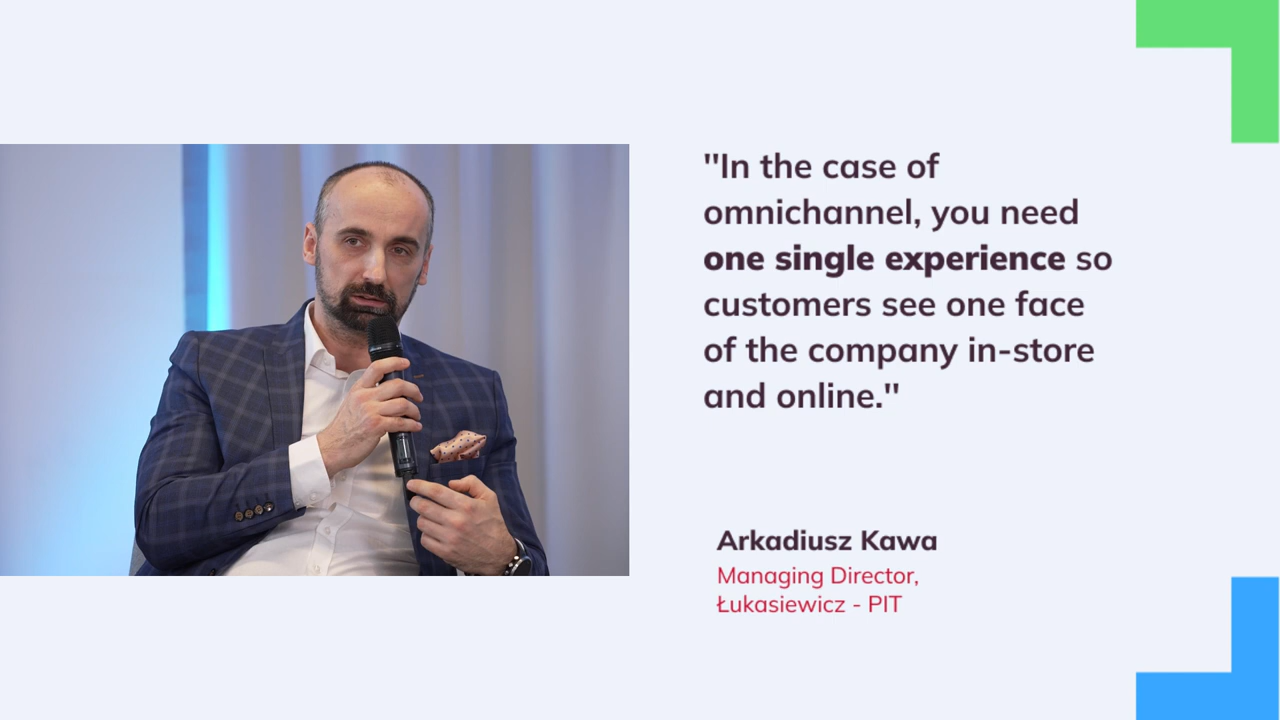 "In the case of
omnichannel, you need
one single experience so
customers see one face
of the company in-store
and online."
Arkadiusz Kawa
Managing Director,
Łukasiewicz - PIT